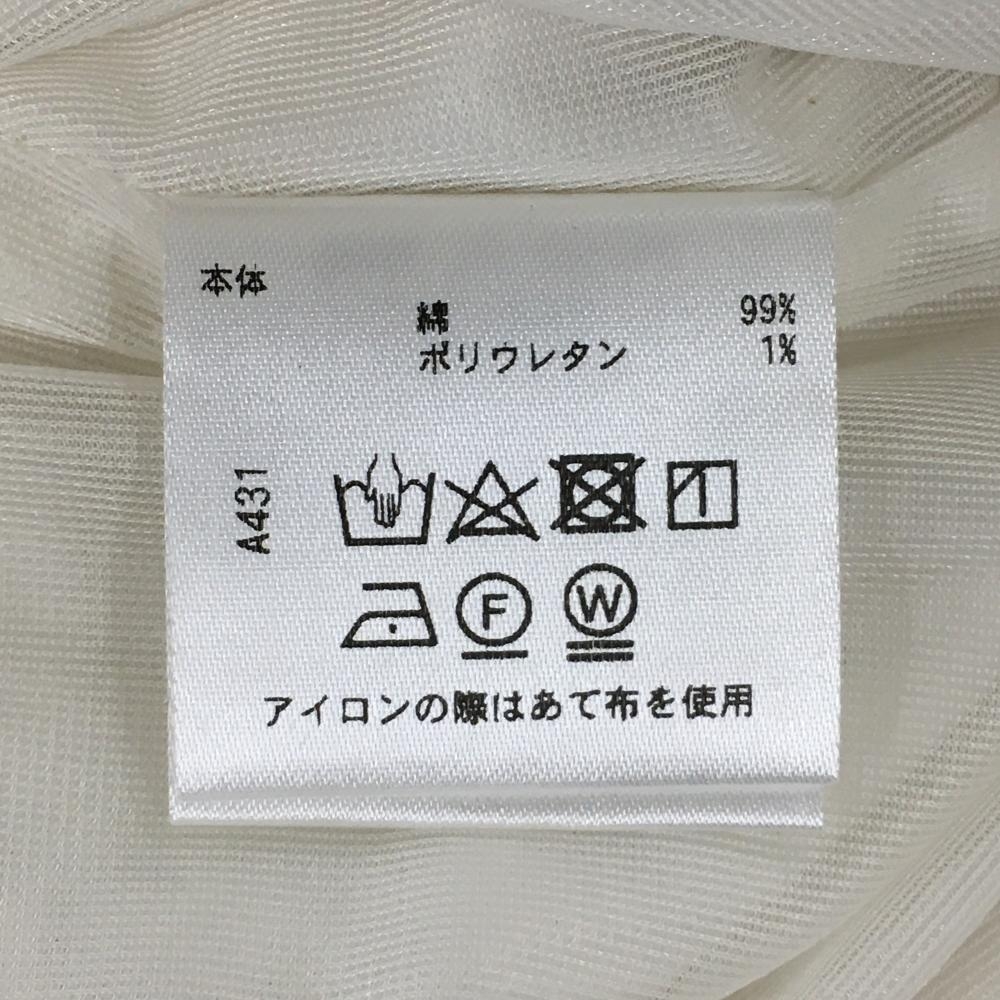 本体
綿 99%
ポリウレタン 1%
A431
F W
アイロンの際はあて布を使用